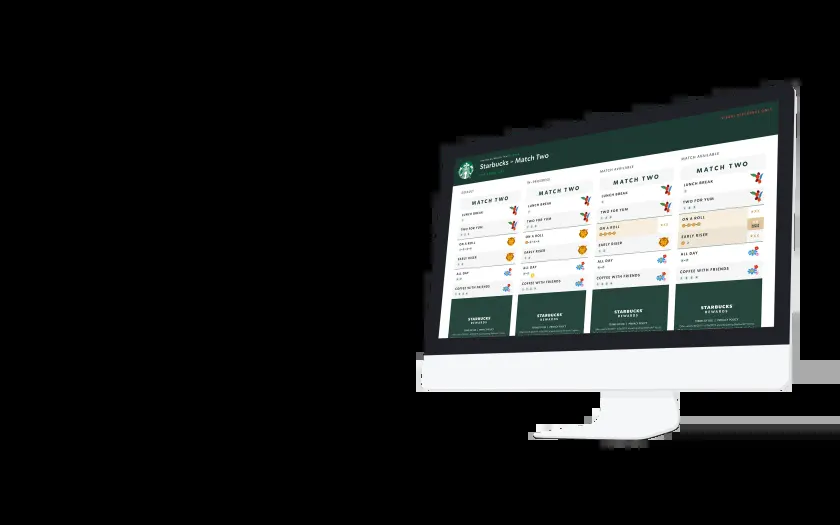 VISUAL REFERENCE ONLY
Starbucks – Match Two
MATCH AVAILABLE
MATCH TWO
LUNCH BREAK
TWO FOR YUM
ON A ROLL
EARLY RISER
ALL DAY
COFFEE WITH FRIENDS
STARBUCKS
REWARDS
IN-PROGRESS
MATCH TWO
LUNCH BREAK
TWO FOR YUM
ON A ROLL
EARLY RISER
ALL DAY
COFFEE WITH FRIENDS
STARBUCKS
REWARDS
MATCH AVAILABLE
MATCH TWO
LUNCH BREAK
TWO FOR YUM
ON A ROLL
EARLY RISER
ALL DAY
COFFEE WITH FRIENDS
STARBUCKS
REWARDS
MATCH TWO
LUNCH BREAK
TWO FOR YUM
ON A ROLL
EARLY RISER
ALL DAY
COFFEE WITH FRIENDS
STARBUCKS
REWARDS